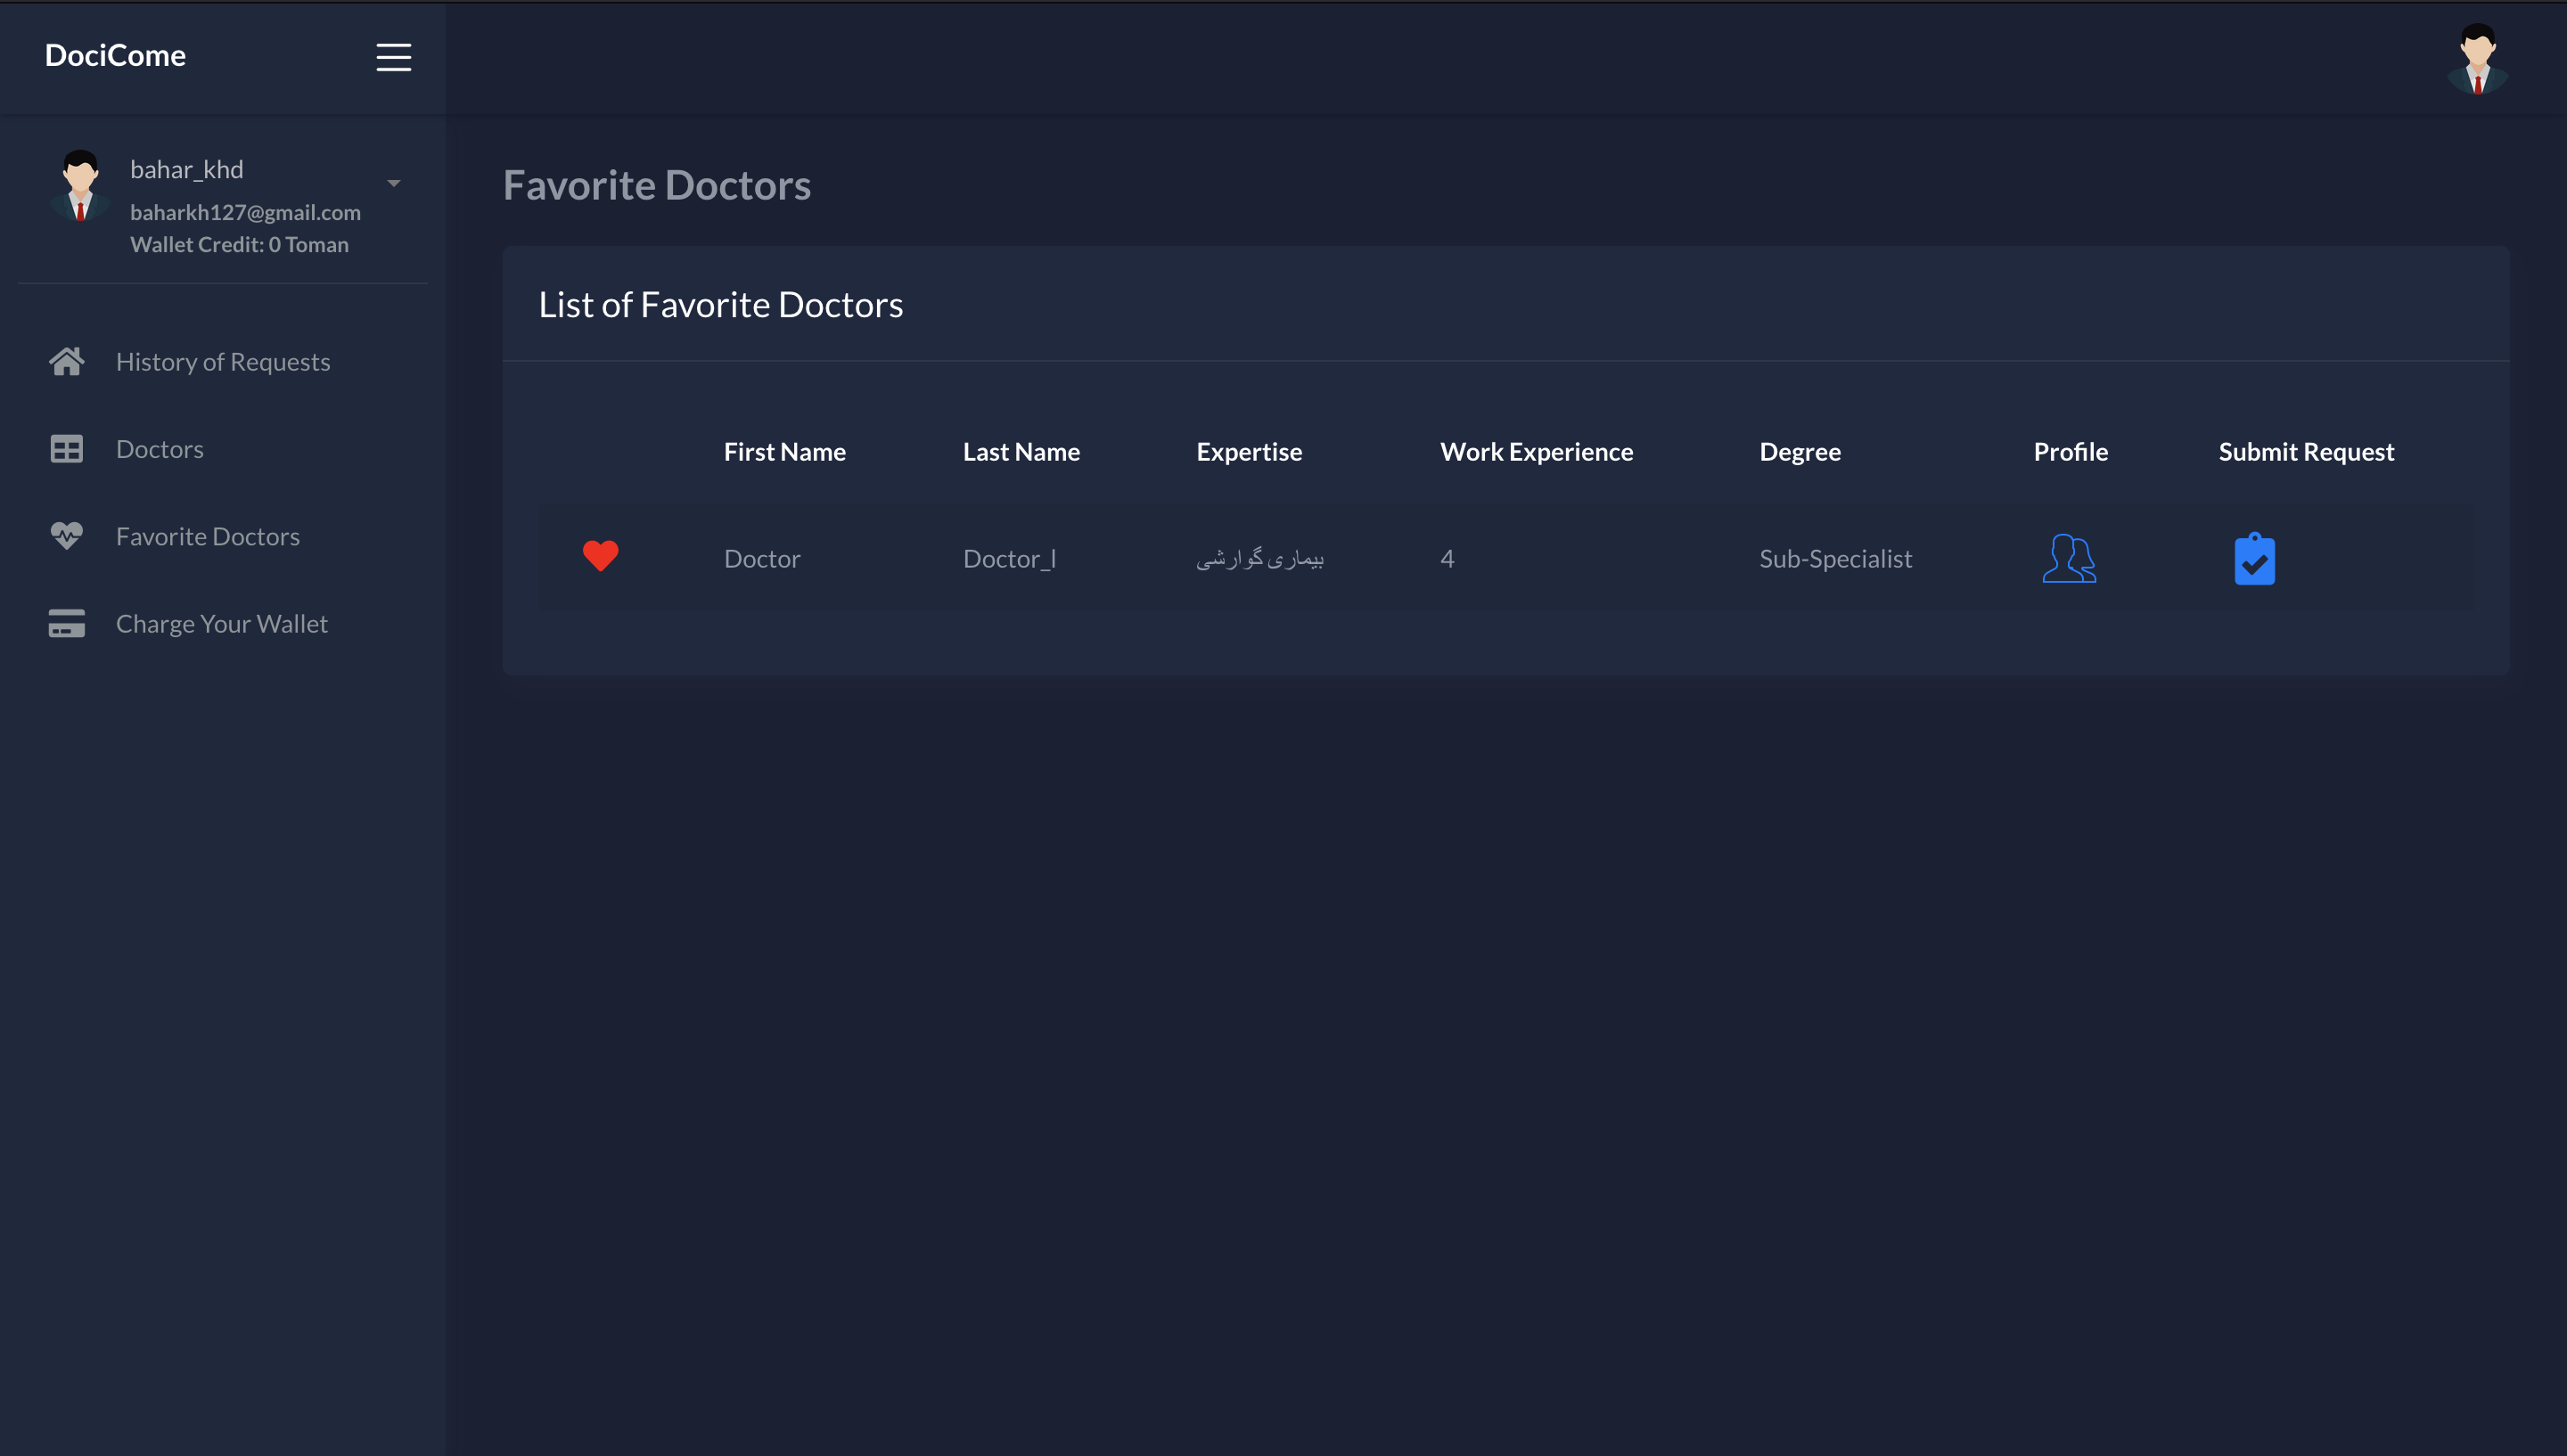 DociCome
bahar_khd
baharkh127@gmail.com
Wallet Credit: 0 Toman
History of Requests
Doctors
Favorite Doctors
Charge Your Wallet
Favorite Doctors
List of Favorite Doctors
First Name Last Name Expertise Work Experience Degree Profile Submit Request
Doctor Doctor_l بیماری گوارشی 4 Sub-Specialist